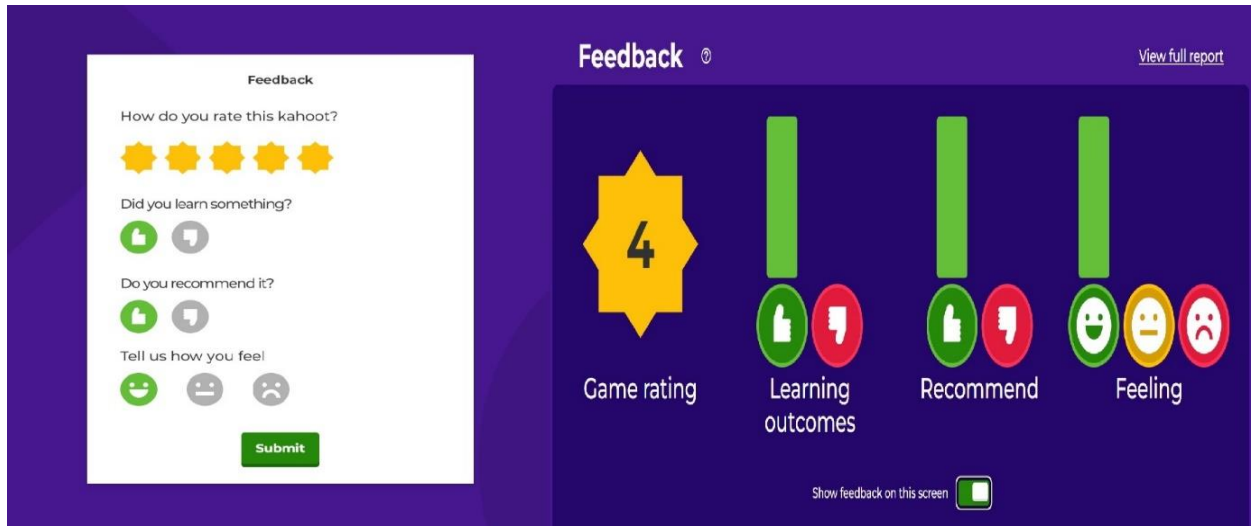 Feedback
How do you rate this kahoot?
Did you learn something?
Do you recommend it?
Tell us how you feel
Submit
Feedback ?
View full report
4
Game rating
Learning
outcomes
Recommend
Feeling
Show feedback on this screen